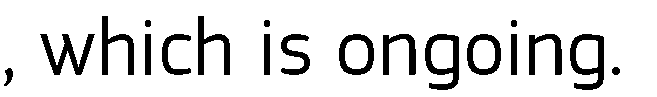 , which is ongoing.